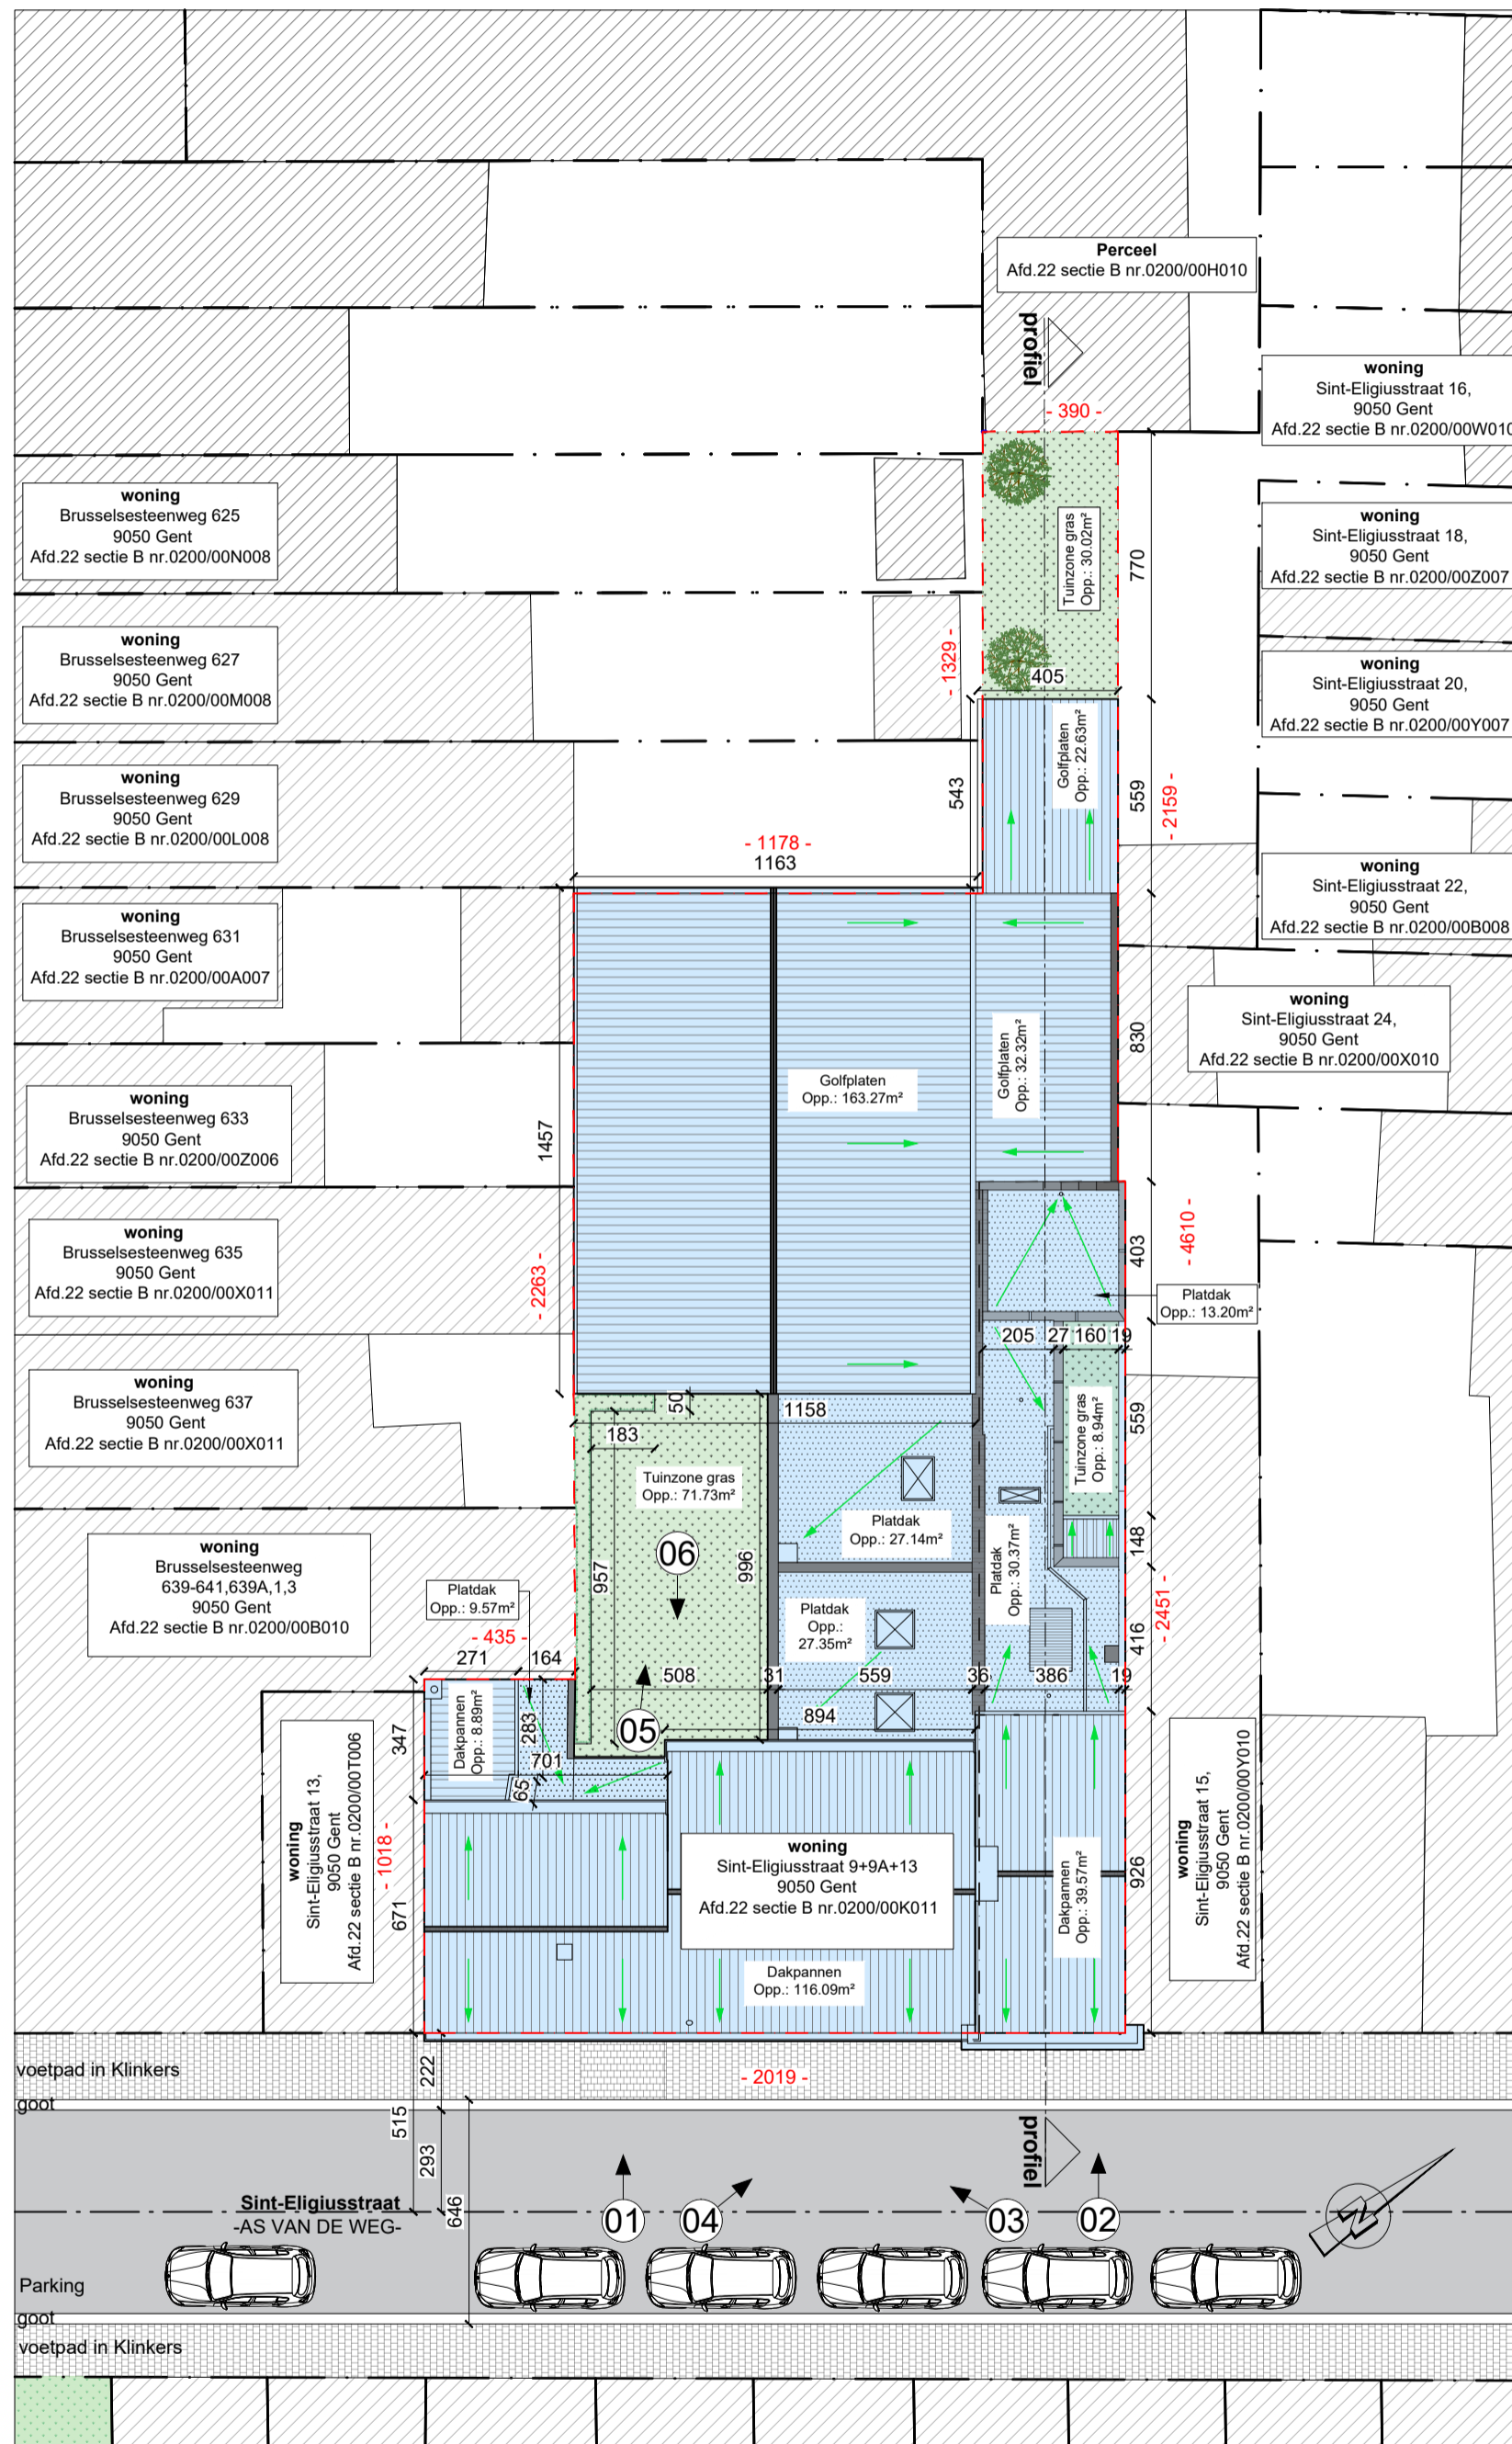 Perceel
Afd.22 sectie B nr.0200/00H010
profiel
woning
Sint-Eligiusstraat 16,
9050 Gent
Afd.22 sectie B nr.0200/00W010
- 390 -
woning
Brusselsesteenweg 625
9050 Gent
Afd.22 sectie B nr.0200/00N008
Tuinzone gras
Opp.: 30.02m²
770
woning
Sint-Eligiusstraat 18,
9050 Gent
Afd.22 sectie B nr.0200/00Z007
woning
Brusselsesteenweg 627
9050 Gent
Afd.22 sectie B nr.0200/00M008
- 1329 -
405
woning
Sint-Eligiusstraat 20,
9050 Gent
Afd.22 sectie B nr.0200/00Y007
woning
Brusselsesteenweg 629
9050 Gent
Afd.22 sectie B nr.0200/00L008
543
Golfplaten
Opp.: 22.63m²
559
- 2159 -
- 1178 -
1163
woning
Sint-Eligiusstraat 22,
9050 Gent
Afd.22 sectie B nr.0200/00B008
woning
Brusselsesteenweg 631
9050 Gent
Afd.22 sectie B nr.0200/00A007
woning
Sint-Eligiusstraat 24,
9050 Gent
Afd.22 sectie B nr.0200/00X010
830
Golfplaten
Opp.: 32.32m²
Golfplaten
Opp.: 163.27m²
woning
Brusselsesteenweg 633
9050 Gent
Afd.22 sectie B nr.0200/00Z006
1457
woning
Brusselsesteenweg 635
9050 Gent
Afd.22 sectie B nr.0200/00X011
- 2263 -
403
- 4610 -
Platdak
Opp.: 13.20m²
205
27
160
19
woning
Brusselsesteenweg 637
9050 Gent
Afd.22 sectie B nr.0200/00X011
50
1158
183
Tuinzone gras
Opp.: 71.73m²
Tuinzone gras
Opp.: 8.94m²
559
Platdak
Opp.: 27.14m²
148
woning
Brusselsesteenweg
639-641,639A,1,3
9050 Gent
Afd.22 sectie B nr.0200/00B010
06
957
996
Platdak
Opp.: 9.57m²
Platdak
Opp.:
27.35m²
Platdak
Opp.: 30.37m²
- 2451 -
416
- 435 -
271
164
508
31
559
36
386
19
05
894
347
Dakpannen
Opp.: 8.89m²
283
701
65
woning
Sint-Eligiusstraat 13,
9050 Gent
Afd.22 sectie B nr.0200/00T006
- 1018 -
671
woning
Sint-Eligiusstraat 9+9A+13
9050 Gent
Afd.22 sectie B nr.0200/00K011
Dakpannen
Opp.: 39.57m²
926
woning
Sint-Eligiusstraat 15,
9050 Gent
Afd.22 sectie B nr.0200/00Y010
Dakpannen
Opp.: 116.09m²
voetpad in Klinkers
222
- 2019 -
goot
515
293
profiel
Sint-Eligiusstraat
-AS VAN DE WEG-
646
01
04
03
02
N
Parking
goot
voetpad in Klinkers